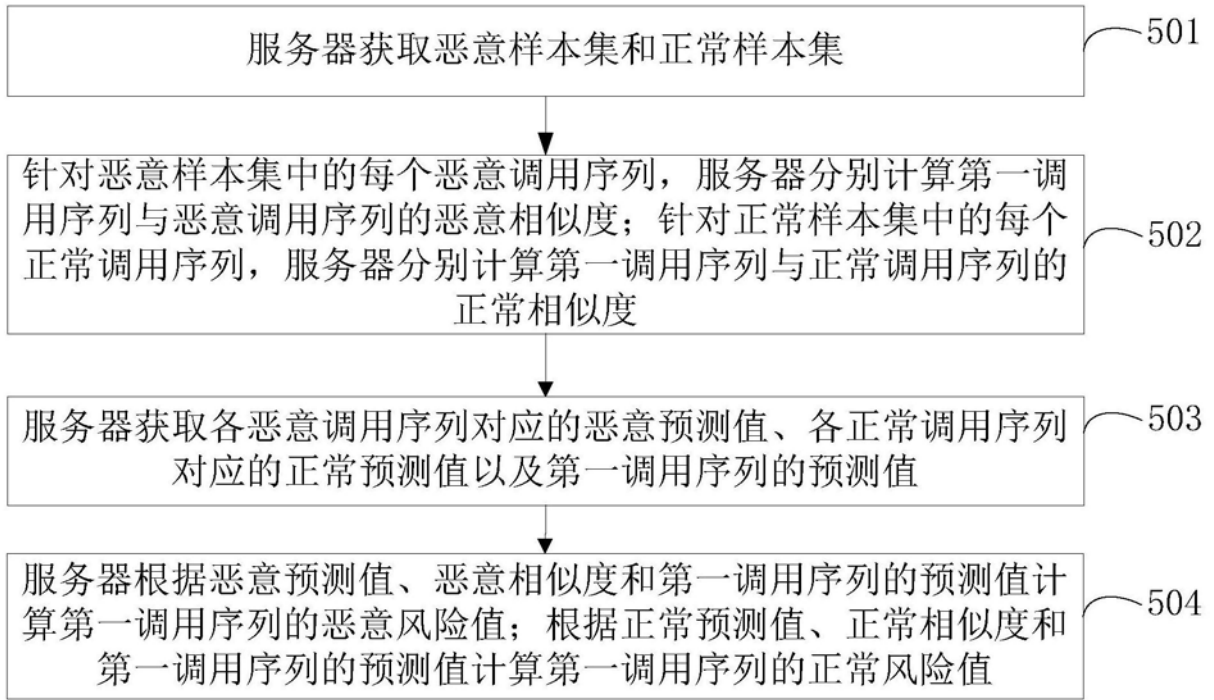 服务器获取恶意样本集和正常样本集
501
针对恶意样本集中的每个恶意调用序列，服务器分别计算第一调
用序列与恶意调用序列的恶意相似度；针对正常样本集中的每个
正常调用序列，服务器分别计算第一调用序列与正常调用序列的
正常相似度
502
服务器获取各恶意调用序列对应的恶意预测值、各正常调用序列
对应的正常预测值以及第一调用序列的预测值
503
服务器根据恶意预测值、恶意相似度和第一调用序列的预测值计
算第一调用序列的恶意风险值；根据正常预测值、正常相似度和
第一调用序列的预测值计算第一调用序列的正常风险值
504